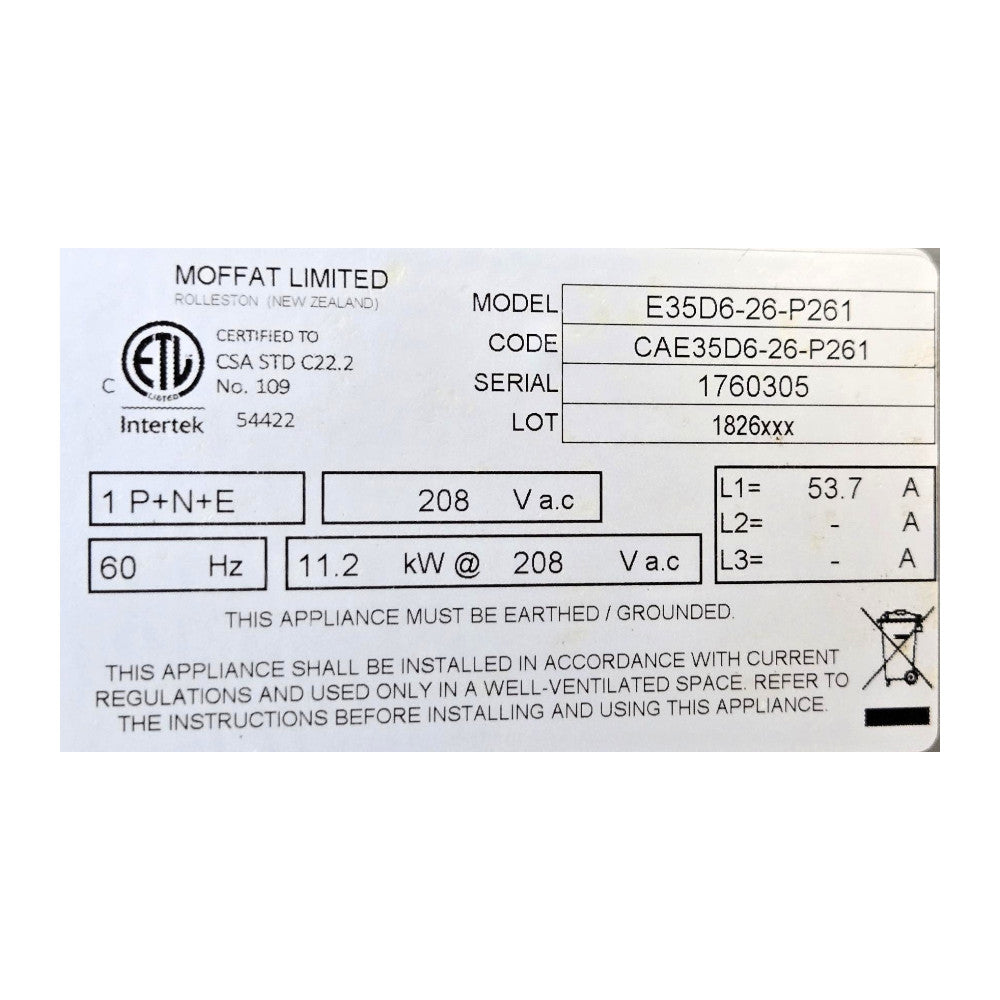 MOFFAT LIMITED
ROLLESTON (NEW ZEALAND)
C ETL LISTED
Intertek
CERTIFIED TO
CSA STD C22.2
No. 109
54422
MODEL E35D6-26-P261
CODE CAE35D6-26-P261
SERIAL 1760305
LOT 1826xxx
1 P+N+E 208 V a.c
60 Hz 11.2 kW @ 208 V a.c
L1= 53.7 A
L2= - A
L3= - A
THIS APPLIANCE MUST BE EARTHED / GROUNDED.
THIS APPLIANCE SHALL BE INSTALLED IN ACCORDANCE WITH CURRENT
REGULATIONS AND USED ONLY IN A WELL-VENTILATED SPACE. REFER TO
THE INSTRUCTIONS BEFORE INSTALLING AND USING THIS APPLIANCE.